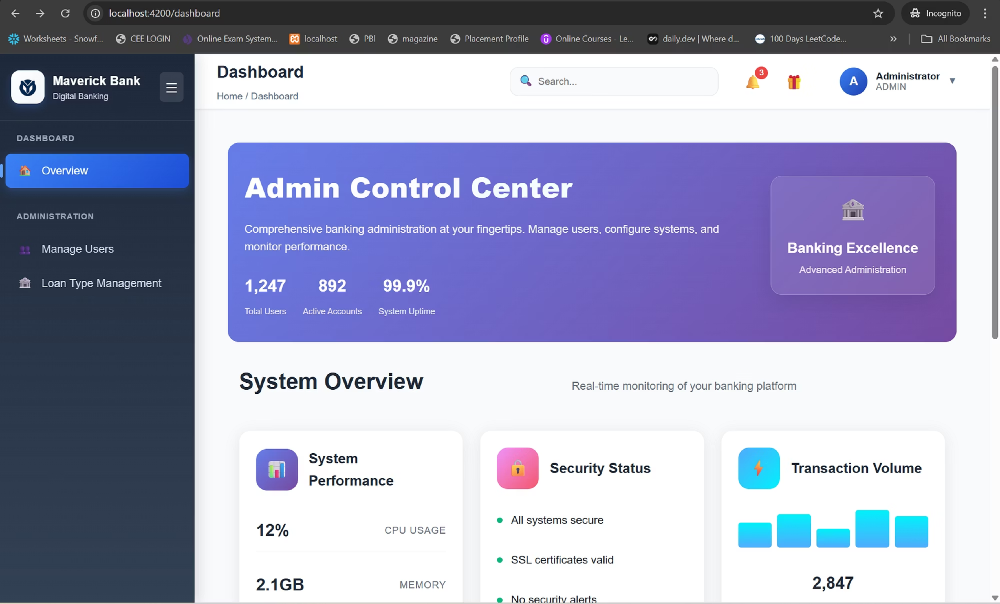 localhost:4200/dashboard
Incognito
Worksheets - Snowf...
CEE LOGIN
Online Exam System...
localhost
PBI
magazine
Placement Profile
Online Courses - Le...
daily.dev | Where d...
100 Days LeetCode...
All Bookmarks
Maverick Bank
Digital Banking
DASHBOARD
Overview
ADMINISTRATION
Manage Users
Loan Type Management
Dashboard
Home / Dashboard
Search...
3
A
Administrator
ADMIN
Admin Control Center
Comprehensive banking administration at your fingertips. Manage users, configure systems, and
monitor performance.
1,247
Total Users
892
Active Accounts
99.9%
System Uptime
Banking Excellence
Advanced Administration
System Overview
Real-time monitoring of your banking platform
System
Performance
12%
CPU USAGE
2.1GB
MEMORY
Security Status
All systems secure
SSL certificates valid
No security alerts
Transaction Volume
2,847